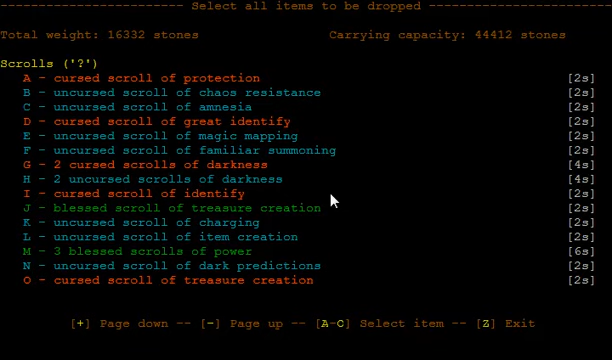 Select all items to be dropped
Total weight: 16332 stones Carrying capacity: 44412 stones
Scrolls ('?')
A - cursed scroll of protection [2s]
B - uncursed scroll of chaos resistance [2s]
C - uncursed scroll of amnesia [2s]
D - cursed scroll of great identify [2s]
E - uncursed scroll of magic mapping [2s]
F - uncursed scroll of familiar summoning [2s]
G - 2 cursed scrolls of darkness [4s]
H - 2 uncursed scrolls of darkness [4s]
I - cursed scroll of identify [2s]
J - blessed scroll of treasure creation [2s]
K - uncursed scroll of charging [2s]
L - uncursed scroll of item creation [2s]
M - 3 blessed scrolls of power [6s]
N - uncursed scroll of dark predictions [2s]
O - cursed scroll of treasure creation [2s]
[+] Page down -- [-] Page up -- [A-O] Select item -- [Z] Exit